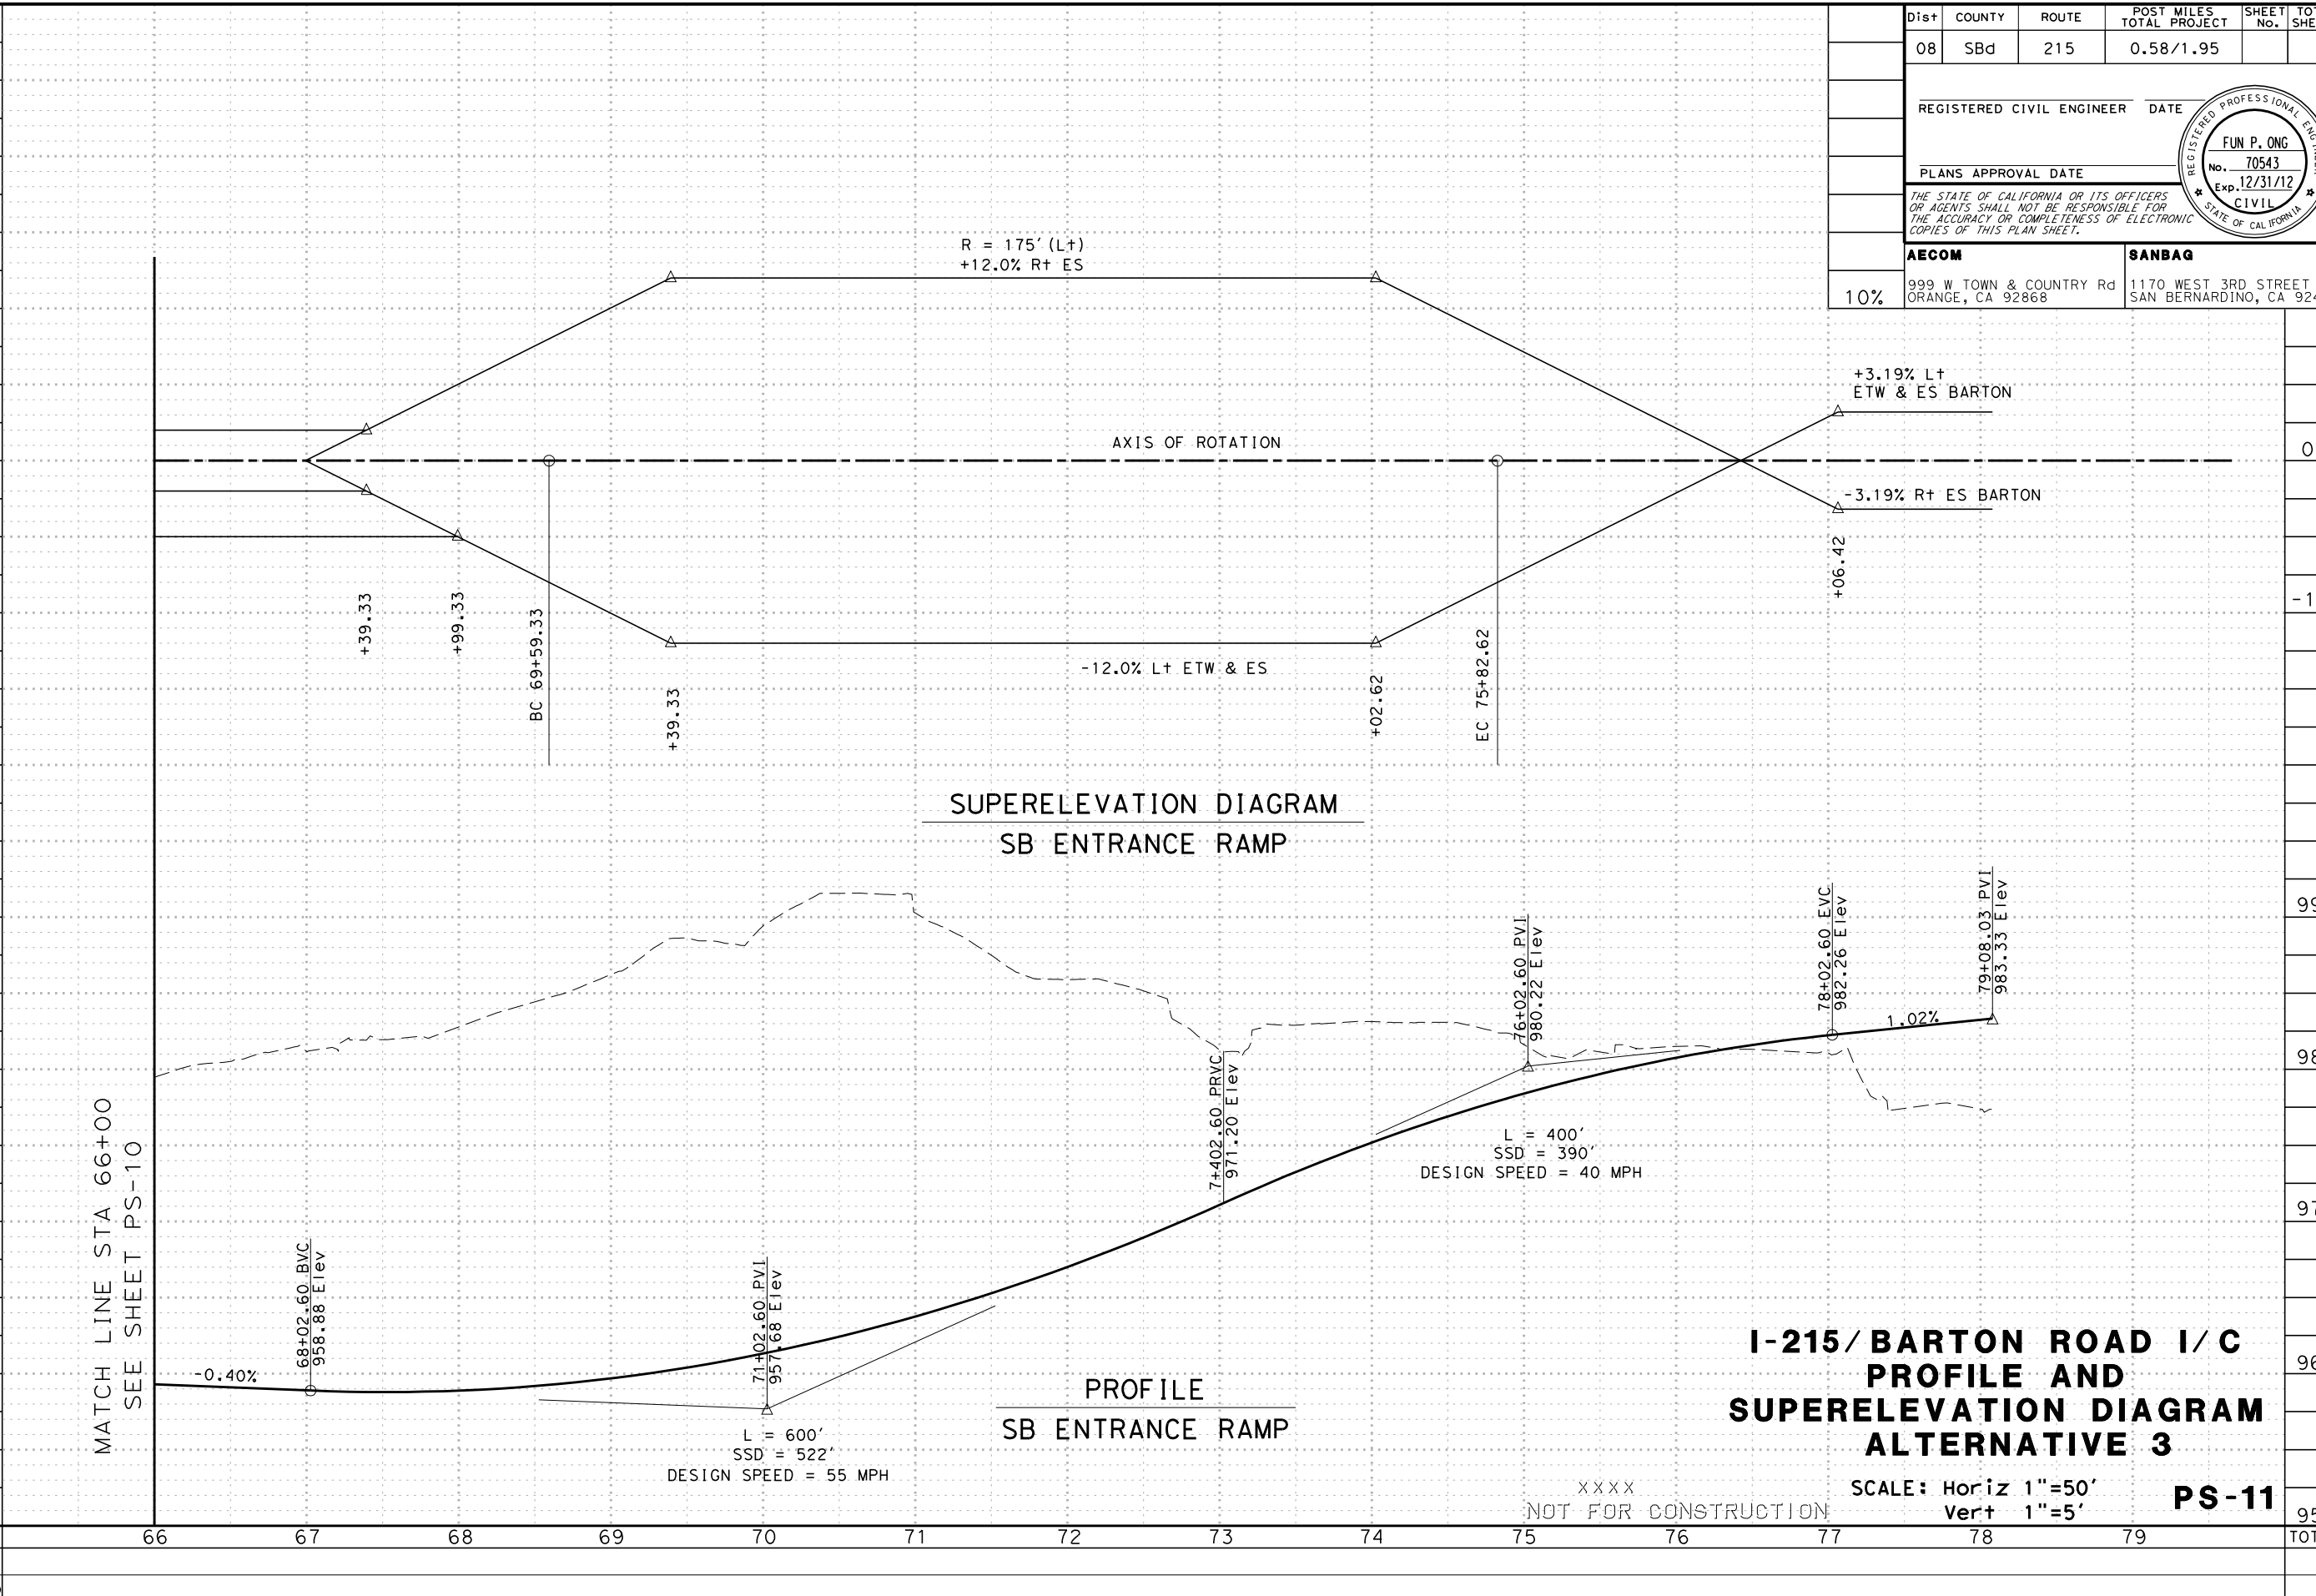 Dist COUNTY ROUTE POST MILES TOTAL PROJECT SHEET No.
08 SBd 215 0.58/1.95
REGISTERED CIVIL ENGINEER DATE
PLANS APPROVAL DATE
REGISTERED PROFESSIONAL
FUN P. ONG
No. 70543
Exp. 12/31/12
CIVIL
STATE OF CALIFORNIA
THE STATE OF CALIFORNIA OR ITS OFFICERS
OR AGENTS SHALL NOT BE RESPONSIBLE FOR
THE ACCURACY OR COMPLETENESS OF ELECTRONIC
COPIES OF THIS PLAN SHEET.
AECOM
999 W TOWN & COUNTRY Rd
ORANGE, CA 92868
SANBAG
1170 WEST 3RD STREET
SAN BERNARDINO, CA
10%
R = 175' (Lt)
+12.0% Rt ES
+3.19% Lt
ETW & ES BARTON
AXIS OF ROTATION
0
-3.19% Rt ES BARTON
+39.33
+99.33
BC 69+59.33
+39.33
-12.0% Lt ETW & ES
+02.62
EC 75+82.62
+06.42
SUPERELEVATION DIAGRAM
SB ENTRANCE RAMP
MATCH LINE STA 66+00
SEE SHEET PS-10
-0.40%
68+02.60 BVC
958.88 Elev
71+02.60 PVI
957.68 Elev
L = 600'
SSD = 522'
DESIGN SPEED = 55 MPH
7+402.60 PRVC
971.20 Elev
76+02.60 PVI
980.22 Elev
L = 400'
SSD = 390'
DESIGN SPEED = 40 MPH
78+02.60 EVC
982.26 Elev
1.02%
79+08.03 PVI
983.33 Elev
PROFILE
SB ENTRANCE RAMP
I-215/BARTON ROAD I/C
PROFILE AND
SUPERELEVATION DIAGRAM
ALTERNATIVE 3
SCALE: Horiz 1"=50'
Vert 1"=5'
PS-11
XXXX
NOT FOR CONSTRUCTION
66 67 68 69 70 71 72 73 74 75 76 77 78 79